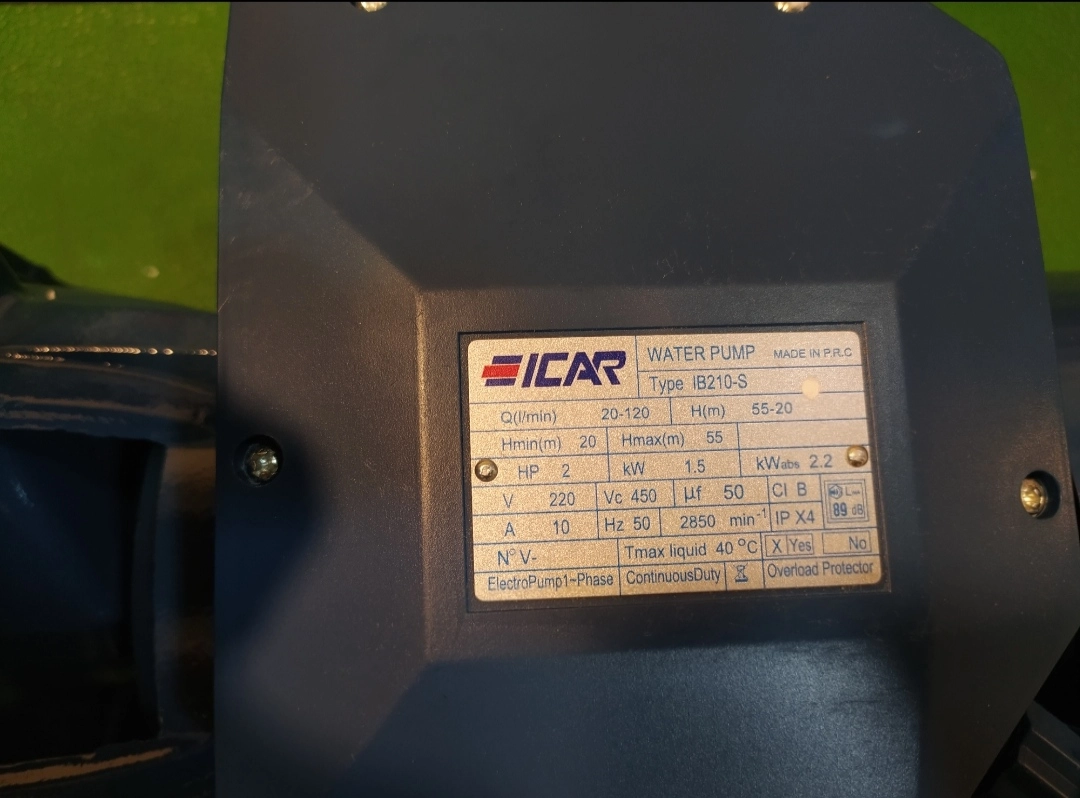 ICAR
WATER PUMP MADE IN P.R.C
Type IB210-S
Q(l/min) 20-120 H(m) 55-20
Hmin(m) 20 Hmax(m) 55
HP 2 kW 1.5 kWabs 2.2
V 220 Vc 450 µf 50 Cl B
A 10 Hz 50 2850 min-1 IP X4 89 dB
N° V- Tmax liquid 40 °C X Yes No
ElectroPump1~Phase ContinuousDuty Overload Protector